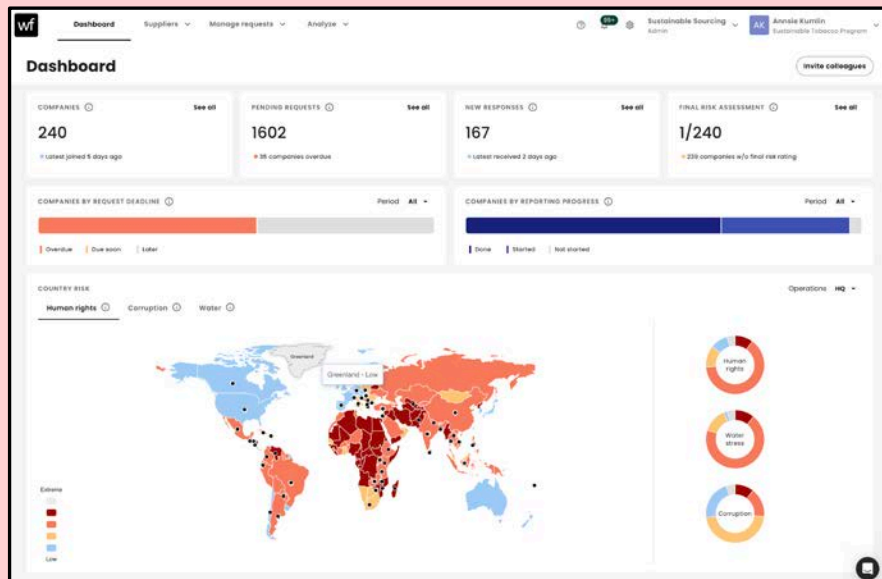 wf Dashboard Suppliers Manage requests Analyze 99+ Sustainable Sourcing Admin AK Annsie Kumlin Sustainable Tobacco Program
Dashboard Invite colleagues
COMPANIES See all
240
Latest joined 5 days ago
PENDING REQUESTS See all
1602
36 companies overdue
NEW RESPONSES See all
167
Latest received 2 days ago
FINAL RISK ASSESSMENT See all
1/240
239 companies w/o final risk rating
COMPANIES BY REQUEST DEADLINE Period All
Overdue Due soon Later
COMPANIES BY REPORTING PROGRESS Period All
Done Started Not started
COUNTRY RISK Operations HQ
Human rights Corruption Water
Greenland
Greenland - Low
Extreme
Low
Human rights
Water stress
Corruption